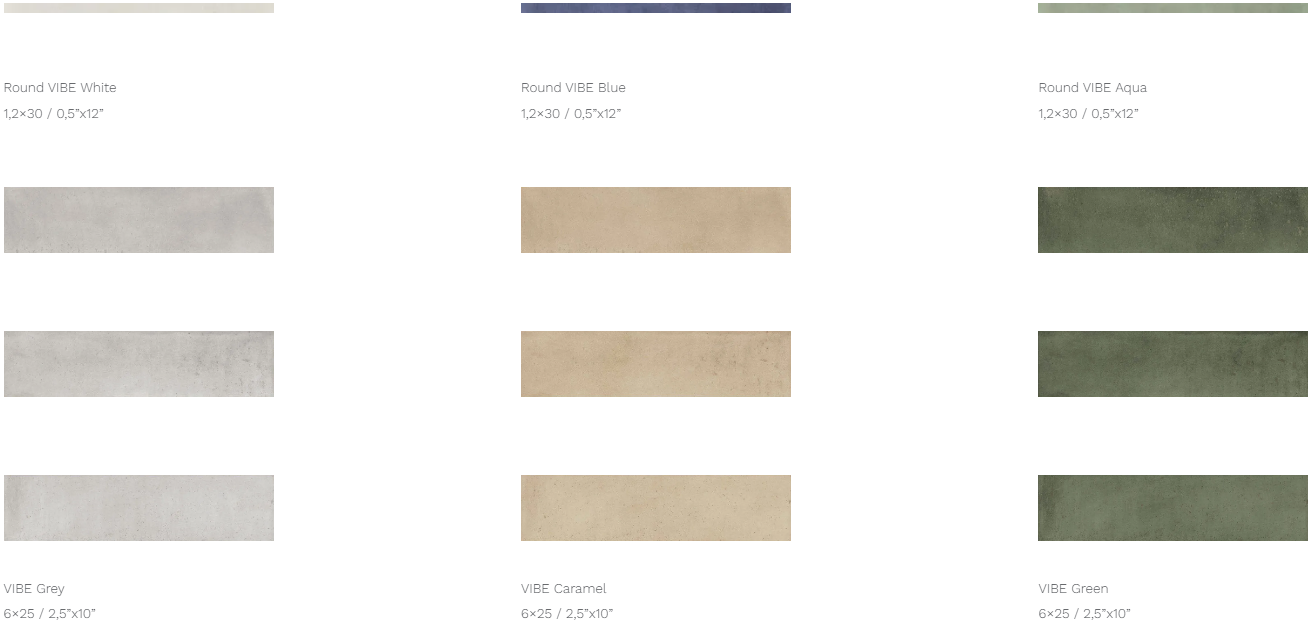 Round VIBE White
1,2×30 / 0,5”x12”
Round VIBE Blue
1,2×30 / 0,5”x12”
Round VIBE Aqua
1,2×30 / 0,5”x12”
VIBE Grey
6×25 / 2,5”x10”
VIBE Caramel
6×25 / 2,5”x10”
VIBE Green
6×25 / 2,5”x10”